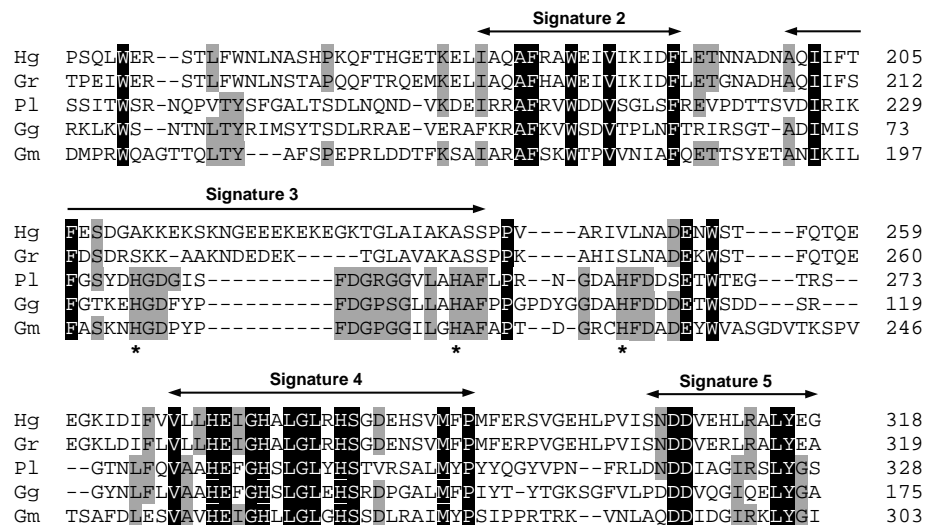 Signature 2
Hg PSQLWER--STLFWNLNASHPKQFTHGETKELIAQAFRAWEIVIKIDFLETNNADNAQIIFT 205
Gr TPEIWER--STLFWNLNSTAPQQFTRQEMKELIAQAFHAWEIVIKIDFLETGNADHAQIIFS 212
Pl SSITWSR-NQPVTYSFGALTSDLNQND-VKDEIRRAFRVWDDVSGLSFREVPDTTSVDIRIK 229
Gg RKLKWS--NTNLTYRIMSYTSDLRRAE-VERAFKRAFKVWSDVTPLNFTRIRSGT-ADIMIS 73
Gm DMPRWQAGTTQLTY---AFSPEPRLDDTFKSAIARAFSKWTPVVNIAFQETTSYETANIKIL 197
Signature 3
Hg FESDGAKKEKSKNGEEEKEKEGKTGLAIAKASSPPV----ARIVLNADENWST----FQTQE 259
Gr FDSDRSKK-AAKNDEDEK----TGLAVAKASSPPK----AHISLNADEKWST----FQTQE 260
Pl FGSYDHGDGIS----------FDGRGGVLAHAFLPR--N-GDAHFDDSETWTEG---TRS-- 273
Gg FGTKEHGDFYP----------FDGPSGLLAHAFPPGPDYGGDAHFDDDETWSDD---SR--- 119
Gm FASKNHGDPYP----------FDGPGGILGHAFAPT--D-GRCHFDADEYWVASGDVTKSPV 246
* * *
Signature 4 Signature 5
Hg EGKIDIFVVLLHEIGHALGLRHSGDEHSVMFPMFERSVGEHLPVISNDDVEHLRALYEG 318
Gr EGKLDIFLVLLHEIGHALGLRHSGDENSVMFPMFERPVGEHLPVISNDDVERLRALYEA 319
Pl --GTNLFQVAAHEFGHSLGLYHSTVRSALMYPYYQGYVPN--FRLDNDDIAGIRSLYGS 328
Gg --GYNLFLVAAHEFGHSLGLEHSRDPGALMFPIYT-YTGKSGFVLPDDDVQGIQELYGA 175
Gm TSAFDLESVAVHEIGHLLGLGHSSDLRAIMYPSIPPRTRK--VNLAQDDIDGIRKLYGI 303